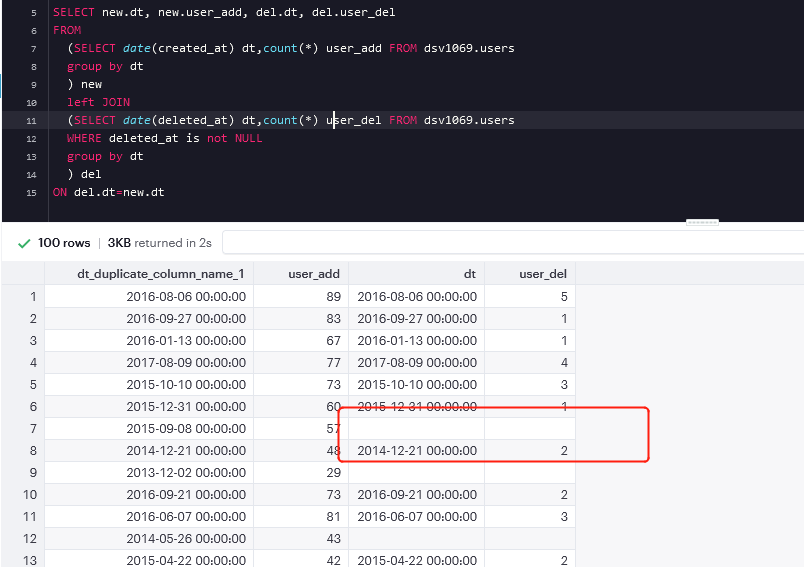 5 SELECT new.dt, new.user_add, del.dt, del.user_del
6 FROM
7 (SELECT date(created_at) dt,count(*) user_add FROM dsv1069.users
8 group by dt
9 ) new
10 left JOIN
11 (SELECT date(deleted_at) dt,count(*) user_del FROM dsv1069.users
12 WHERE deleted_at is not NULL
13 group by dt
14 ) del
15 ON del.dt=new.dt
100 rows | 3KB returned in 2s
dt_duplicate_column_name_1 user_add dt user_del
1 2016-08-06 00:00:00 89 2016-08-06 00:00:00 5
2 2016-09-27 00:00:00 83 2016-09-27 00:00:00 1
3 2016-01-13 00:00:00 67 2016-01-13 00:00:00 1
4 2017-08-09 00:00:00 77 2017-08-09 00:00:00 4
5 2015-10-10 00:00:00 73 2015-10-10 00:00:00 3
6 2015-12-31 00:00:00 60 2015-12-31 00:00:00 1
7 2015-09-08 00:00:00 57
8 2014-12-21 00:00:00 48 2014-12-21 00:00:00 2
9 2013-12-02 00:00:00 29
10 2016-09-21 00:00:00 73 2016-09-21 00:00:00 2
11 2016-06-07 00:00:00 81 2016-06-07 00:00:00 3
12 2014-05-26 00:00:00 43
13 2015-04-22 00:00:00 42 2015-04-22 00:00:00 2